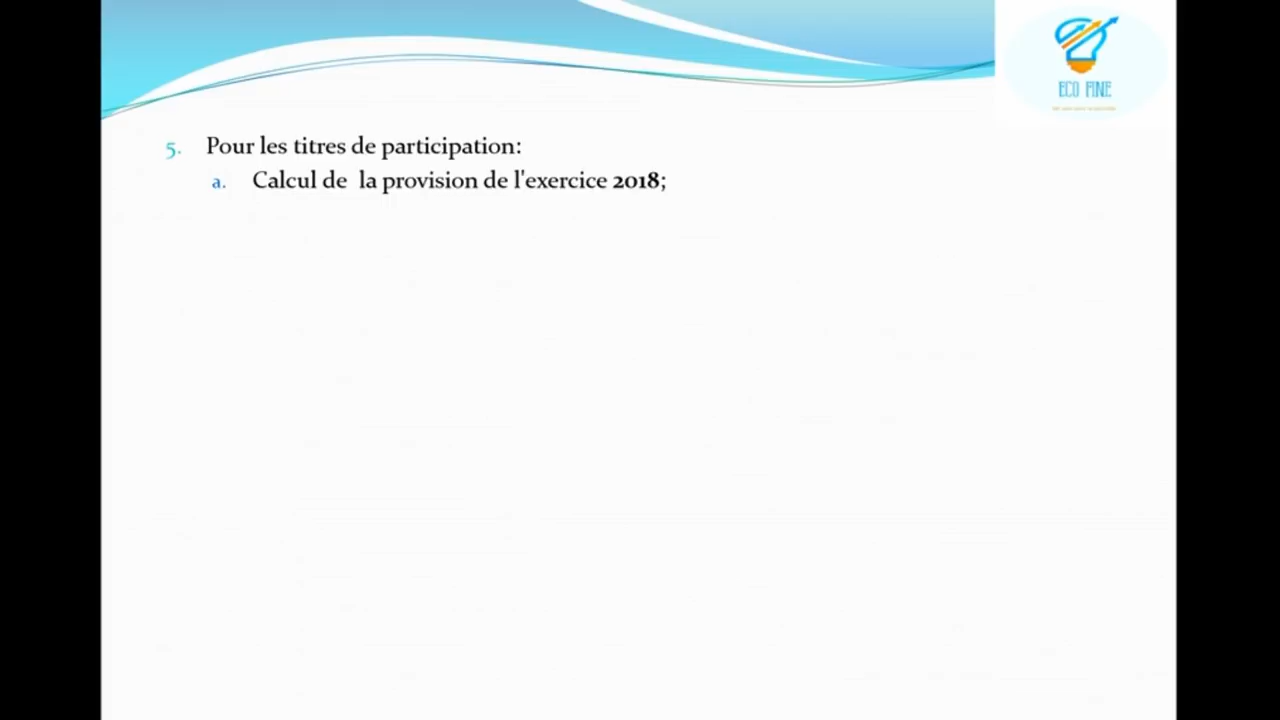 ECO FINE
5. Pour les titres de participation:
a. Calcul de la provision de l'exercice 2018;